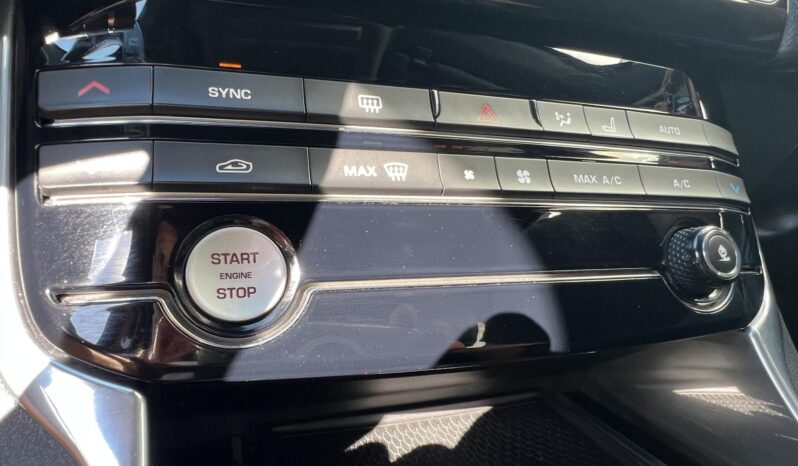 SYNC
AUTO
MAX
MAX A/C
A/C
START
ENGINE
STOP